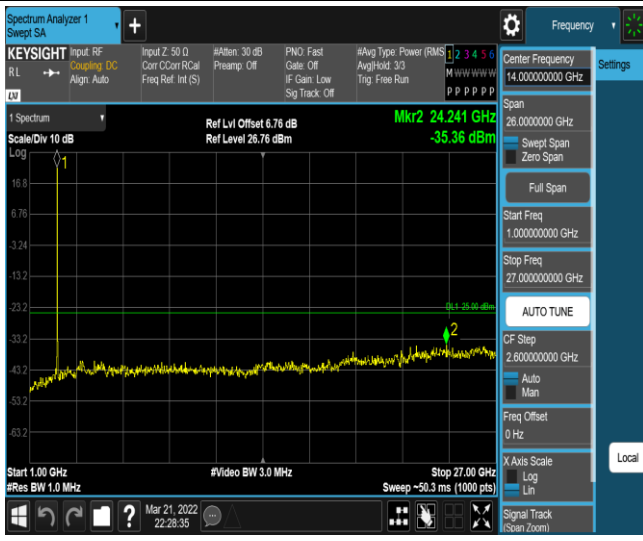 Spectrum Analyzer 1
Swept SA
Frequency
KEYSIGHT
RL
LXI
Input: RF
Coupling: DC
Align: Auto
Input Z: 50 Ω
Corr CCorr RCal
Freq Ref: Int (S)
#Atten: 30 dB
Preamp: Off
PNO: Fast
Gate: Off
IF Gain: Low
Sig Track: Off
#Avg Type: Power (RMS
Avg|Hold: 3/3
Trig: Free Run
1 2 3 4 5 6
M W W W W W
P P P P P P
1 Spectrum
Scale/Div 10 dB
Log
Ref Lvl Offset 6.76 dB
Ref Level 26.76 dBm
Mkr2 24.241 GHz
-35.36 dBm
1
16.8
6.76
-3.24
-13.2
-23.2
DL1 -25.00 dBm
2
-33.2
-43.2
-53.2
-63.2
Start 1.00 GHz
#Res BW 1.0 MHz
#Video BW 3.0 MHz
Stop 27.00 GHz
Sweep ~50.3 ms (1000 pts)
?
Mar 21, 2022
22:28:35
Center Frequency
14.000000000 GHz
Settings
Span
26.0000000 GHz
Swept Span
Zero Span
Full Span
Start Freq
1.000000000 GHz
Stop Freq
27.000000000 GHz
AUTO TUNE
CF Step
2.600000000 GHz
Auto
Man
Freq Offset
0 Hz
X Axis Scale
Log
Lin
Local
Signal Track
(Span Zoom)